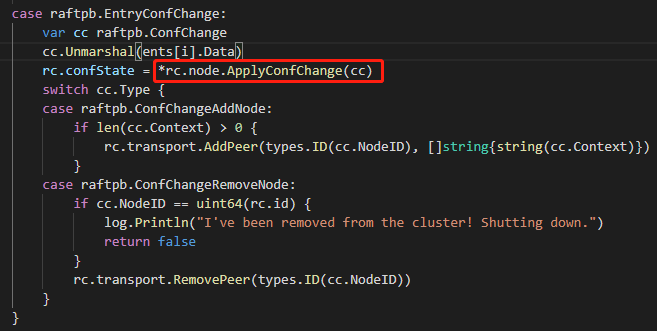 case raftpb.EntryConfChange:
var cc raftpb.ConfChange
cc.Unmarshal(ents[i].Data)
rc.confState = *rc.node.ApplyConfChange(cc)
switch cc.Type {
case raftpb.ConfChangeAddNode:
if len(cc.Context) > 0 {
rc.transport.AddPeer(types.ID(cc.NodeID), []string{string(cc.Context)})
}
case raftpb.ConfChangeRemoveNode:
if cc.NodeID == uint64(rc.id) {
log.Println("I've been removed from the cluster! Shutting down.")
return false
}
rc.transport.RemovePeer(types.ID(cc.NodeID))
}
}